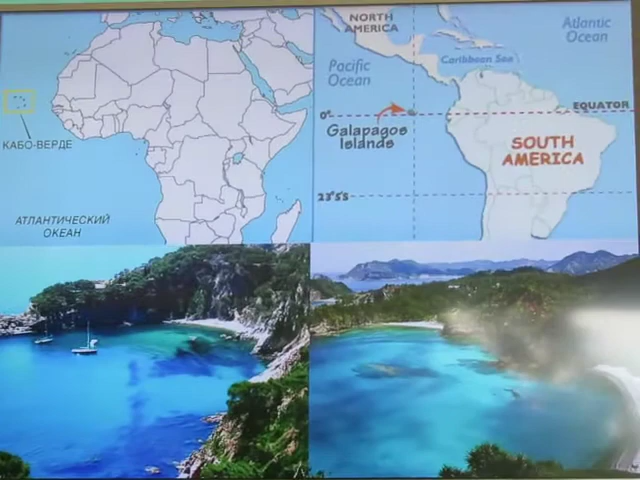 КАБО-ВЕРДЕ
АТЛАНТИЧЕСКИЙ
ОКЕАН
NORTH
AMERICA
Atlantic
Ocean
Pacific
Ocean
Caribbean Sea
0°
EQUATOR
Galapagos
Islands
SOUTH
AMERICA
23°5'S